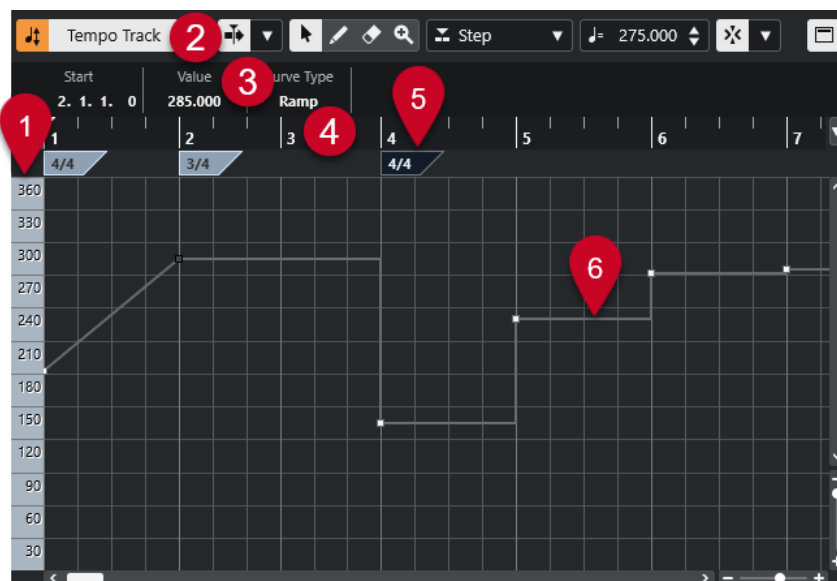 Tempo Track 2 Step 275.000
Start Value 3 urve Type
2. 1. 1. 0 285.000 Ramp
1 4 5
1 2 3 4 5 6 7
4/4 3/4 4/4
360
330
300
6
270
240
210
180
150
120
90
60
30